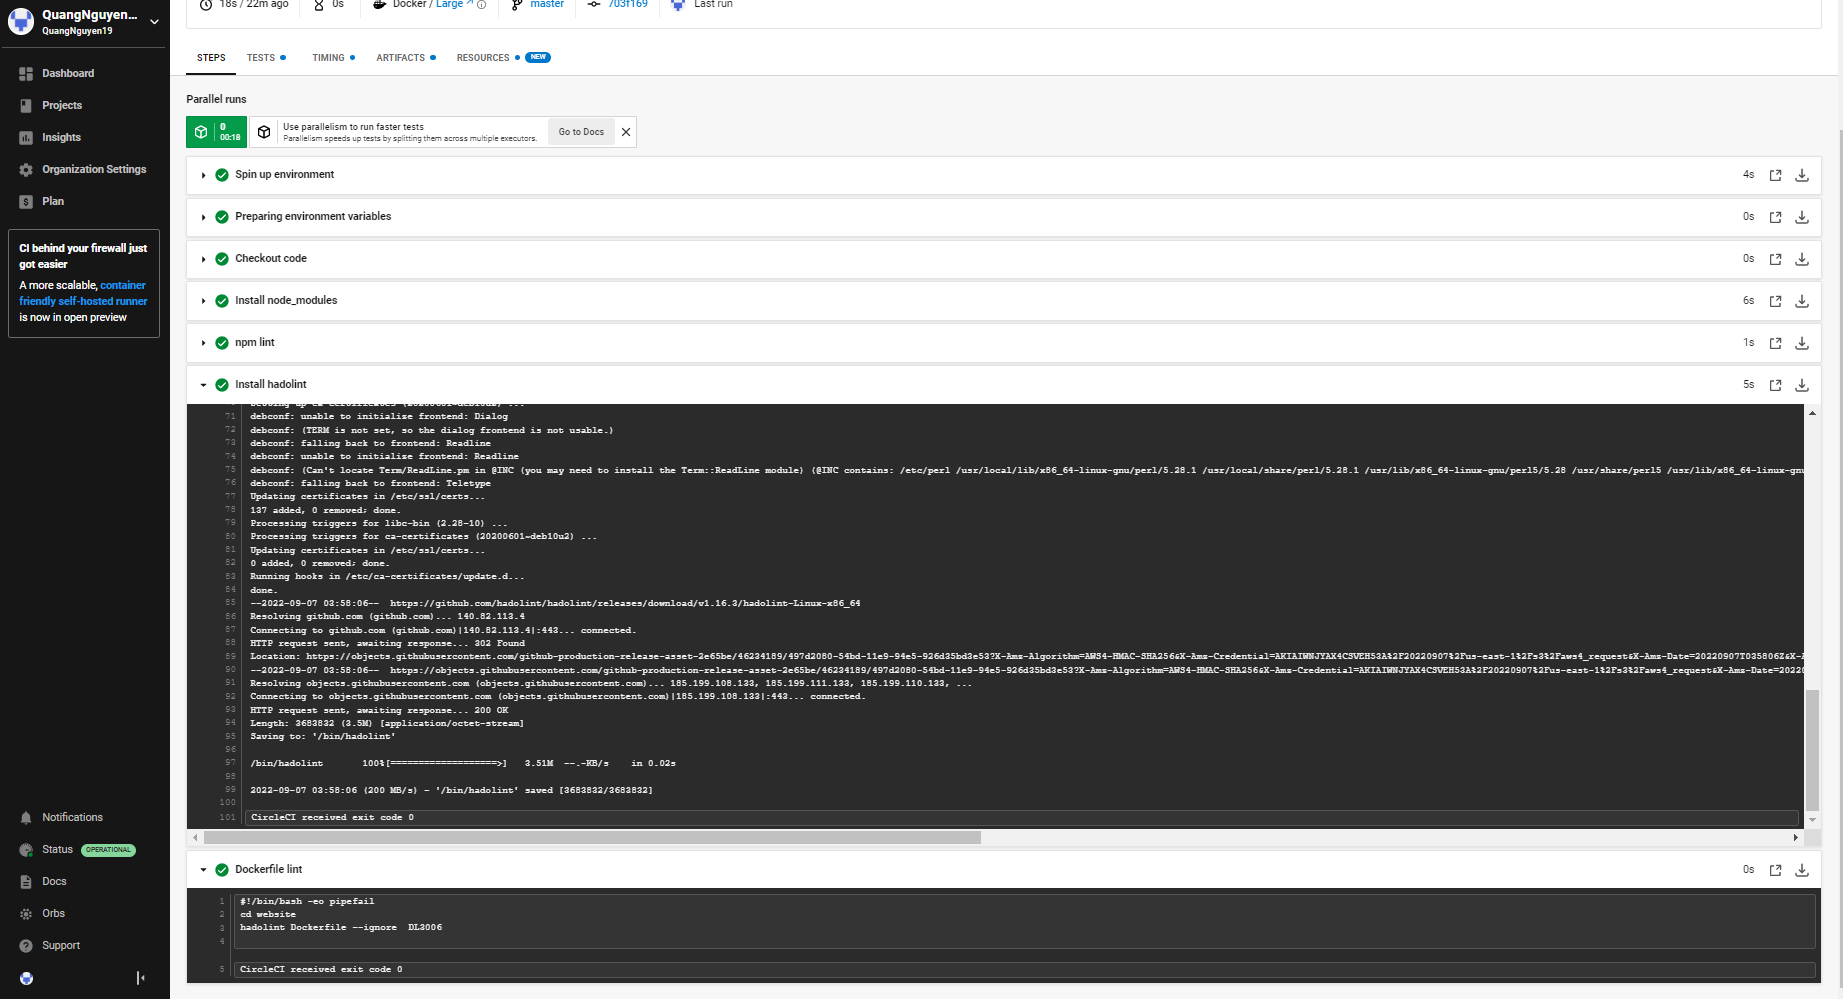 QuangNguyen...
QuangNguyen19
Dashboard
Projects
Insights
Organization Settings
Plan
CI behind your firewall just
got easier
A more scalable, container
friendly self-hosted runner
is now in open preview
Notifications
Status OPERATIONAL
Docs
Orbs
Support
18s / 22m ago
0s
Docker / Large
master
703f169
Last run
STEPS
TESTS
TIMING
ARTIFACTS
RESOURCES NEW
Parallel runs
0
00:18
Use parallelism to run faster tests
Parallelism speeds up tests by splitting them across multiple executors.
Go to Docs
Spin up environment 4s
Preparing environment variables 0s
Checkout code 0s
Install node_modules 6s
npm lint 1s
Install hadolint 5s
71 debconf: unable to initialize frontend: Dialog
72 debconf: (TERM is not set, so the dialog frontend is not usable.)
73 debconf: falling back to frontend: Readline
74 debconf: unable to initialize frontend: Readline
75 debconf: (Can't locate Term/ReadLine.pm in @INC (you may need to install the Term::ReadLine module) (@INC contains: /etc/perl /usr/local/lib/x86_64-linux-gnu/perl/5.28.1 /usr/local/share/perl/5.28.1 /usr/lib/x86_64-linux-gnu/perl5/5.28 /usr/share/perl5 /usr/lib/x86_64-linux-gnu
76 debconf: falling back to frontend: Teletype
77 Updating certificates in /etc/ssl/certs...
78 137 added, 0 removed; done.
79 Processing triggers for libc-bin (2.28-10) ...
80 Processing triggers for ca-certificates (20200601~deb10u2) ...
81 Updating certificates in /etc/ssl/certs...
82 0 added, 0 removed; done.
83 Running hooks in /etc/ca-certificates/update.d...
84 done.
85 --2022-09-07 03:58:06-- https://github.com/hadolint/hadolint/releases/download/v1.16.3/hadolint-Linux-x86_64
86 Resolving github.com (github.com)... 140.82.113.4
87 Connecting to github.com (github.com)|140.82.113.4|:443... connected.
88 HTTP request sent, awaiting response... 302 Found
89 Location: https://objects.githubusercontent.com/github-production-release-asset-2e65be/46234189/497d2080-54bd-11e9-94e5-926d35bd3e53?X-Amz-Algorithm=AWS4-HMAC-SHA256&X-Amz-Credential=AKIAIWNJYAX4CSVEH53A%2F20220907%2Fus-east-1%2Fs3%2Faws4_request&X-Amz-Date=20220907T035806Z&X-A
90 --2022-09-07 03:58:06-- https://objects.githubusercontent.com/github-production-release-asset-2e65be/46234189/497d2080-54bd-11e9-94e5-926d35bd3e53?X-Amz-Algorithm=AWS4-HMAC-SHA256&X-Amz-Credential=AKIAIWNJYAX4CSVEH53A%2F20220907%2Fus-east-1%2Fs3%2Faws4_request&X-Amz-Date=20220
91 Resolving objects.githubusercontent.com (objects.githubusercontent.com)... 185.199.108.133, 185.199.111.133, 185.199.110.133, ...
92 Connecting to objects.githubusercontent.com (objects.githubusercontent.com)|185.199.108.133|:443... connected.
93 HTTP request sent, awaiting response... 200 OK
94 Length: 3683832 (3.5M) [application/octet-stream]
95 Saving to: '/bin/hadolint'
96
97 /bin/hadolint 100%[===================>] 3.51M --.-KB/s in 0.02s
98
99 2022-09-07 03:58:06 (200 MB/s) - '/bin/hadolint' saved [3683832/3683832]
100
101 CircleCI received exit code 0
Dockerfile lint 0s
1 #!/bin/bash -eo pipefail
2 cd website
3 hadolint Dockerfile --ignore DL3006
4
5 CircleCI received exit code 0